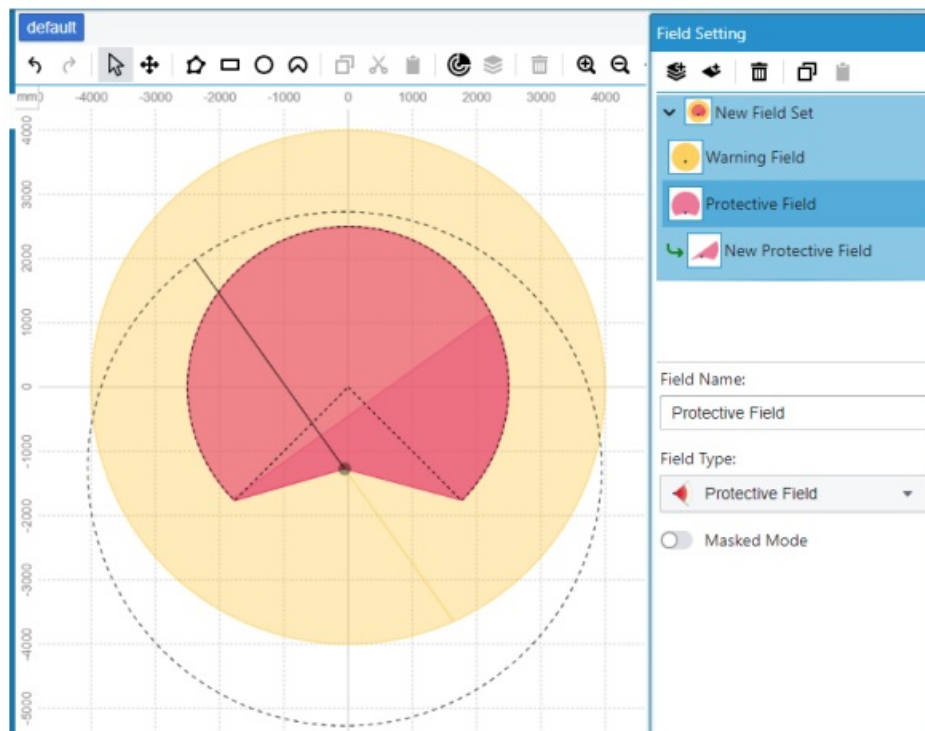 default
Field Setting
mm 0 -4000 -3000 -2000 -1000 0 1000 2000 3000 4000
New Field Set
Warning Field
Protective Field
New Protective Field
4000
3000
2000
1000
0
-1000
-2000
-3000
-4000
-5000
Field Name:
Protective Field
Field Type:
Protective Field
Masked Mode